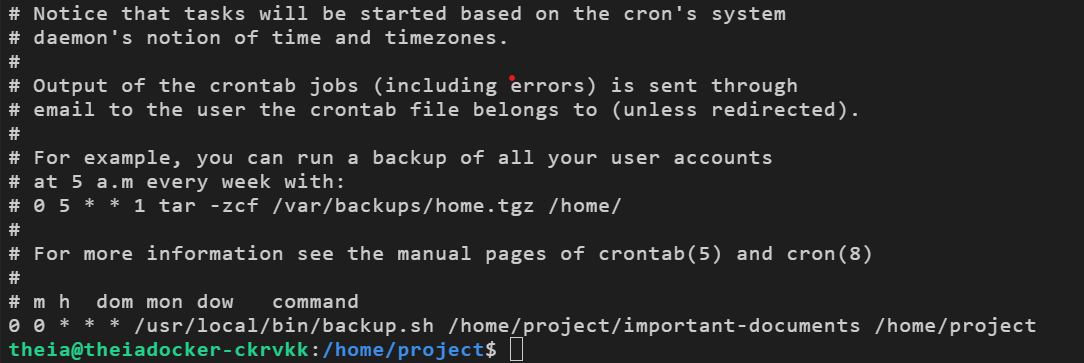 # Notice that tasks will be started based on the cron's system
# daemon's notion of time and timezones.
#
# Output of the crontab jobs (including errors) is sent through
# email to the user the crontab file belongs to (unless redirected).
#
# For example, you can run a backup of all your user accounts
# at 5 a.m every week with:
# 0 5 * * 1 tar -zcf /var/backups/home.tgz /home/
#
# For more information see the manual pages of crontab(5) and cron(8)
#
# m h  dom mon dow   command
0 0 * * * /usr/local/bin/backup.sh /home/project/important-documents /home/project
theia@theiadocker-ckrvkk:/home/project$